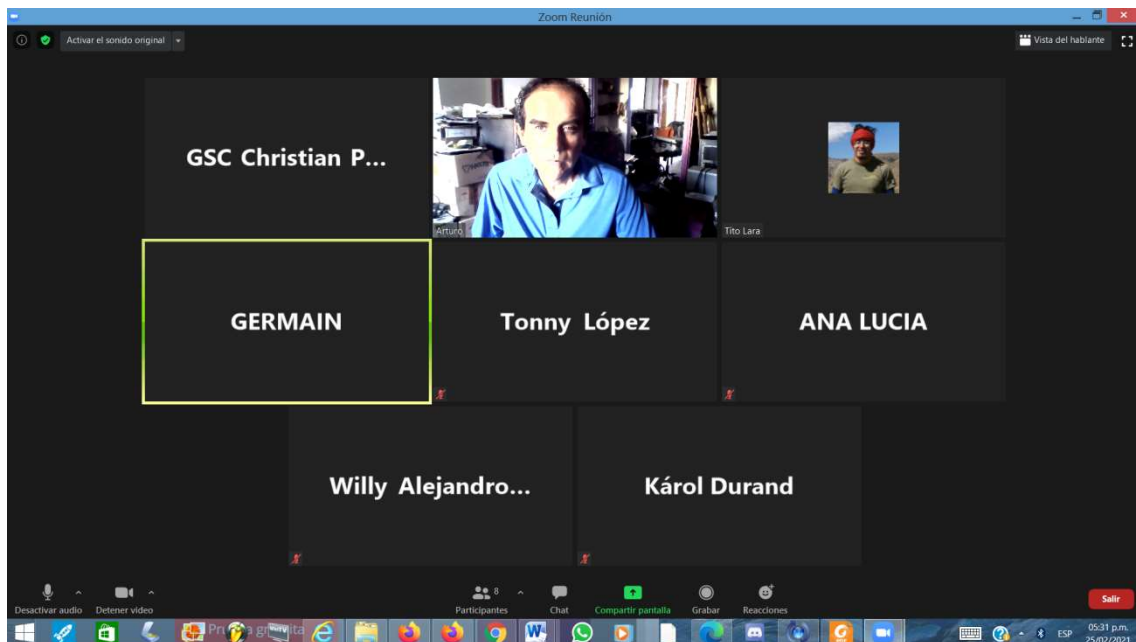 Zoom Reunión
Activar el sonido original
Vista del hablante
GSC Christian P...
Arturo
Tito Lara
GERMAIN
Tonny López
ANA LUCIA
Willy Alejandro...
Károl Durand
Desactivar audio
Detener video
Participantes
8
Chat
Compartir pantalla
Grabar
Reacciones
Salir
ESP
05:31 p.m.